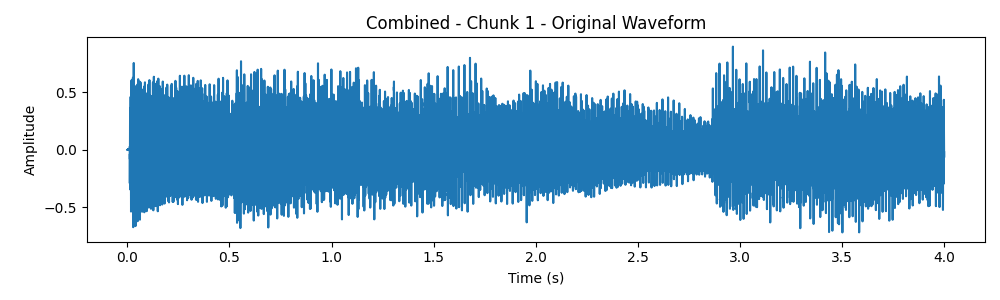 Combined - Chunk 1 - Original Waveform
Amplitude
0.5
0.0
−0.5
0.0 0.5 1.0 1.5 2.0 2.5 3.0 3.5 4.0
Time (s)